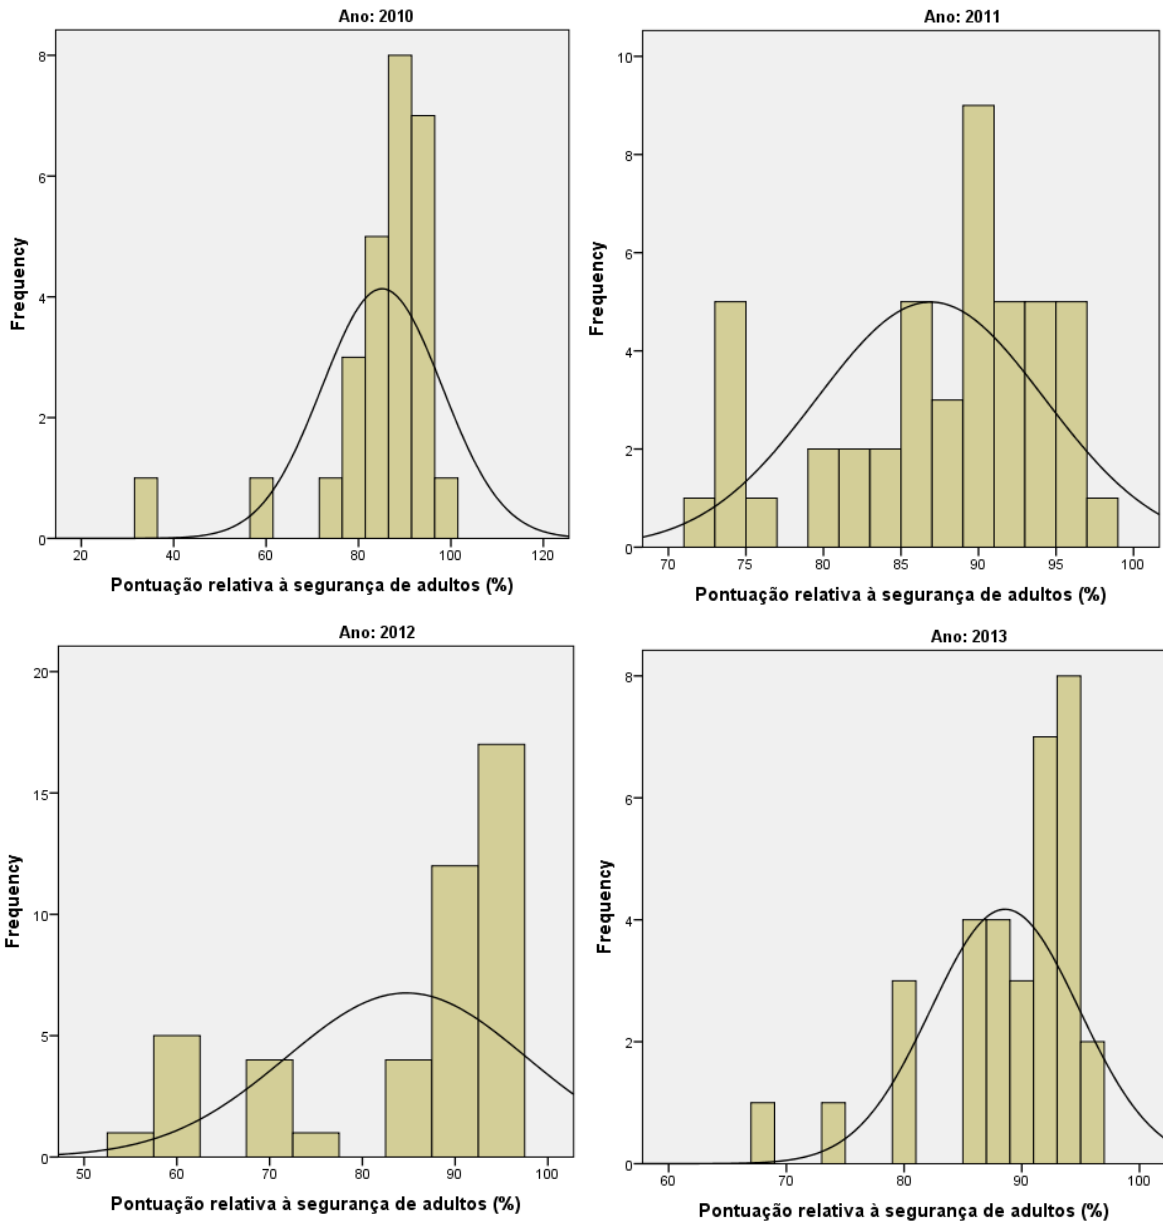 Ano: 2010
8
6
4
2
0
Frequency
20 40 60 80 100 120
Pontuação relativa à segurança de adultos (%)
Ano: 2011
10
8
6
4
2
0
Frequency
70 75 80 85 90 95 100
Pontuação relativa à segurança de adultos (%)
Ano: 2012
20
15
10
5
0
Frequency
50 60 70 80 90 100
Pontuação relativa à segurança de adultos (%)
Ano: 2013
8
6
4
2
0
Frequency
60 70 80 90 100
Pontuação relativa à segurança de adultos (%)